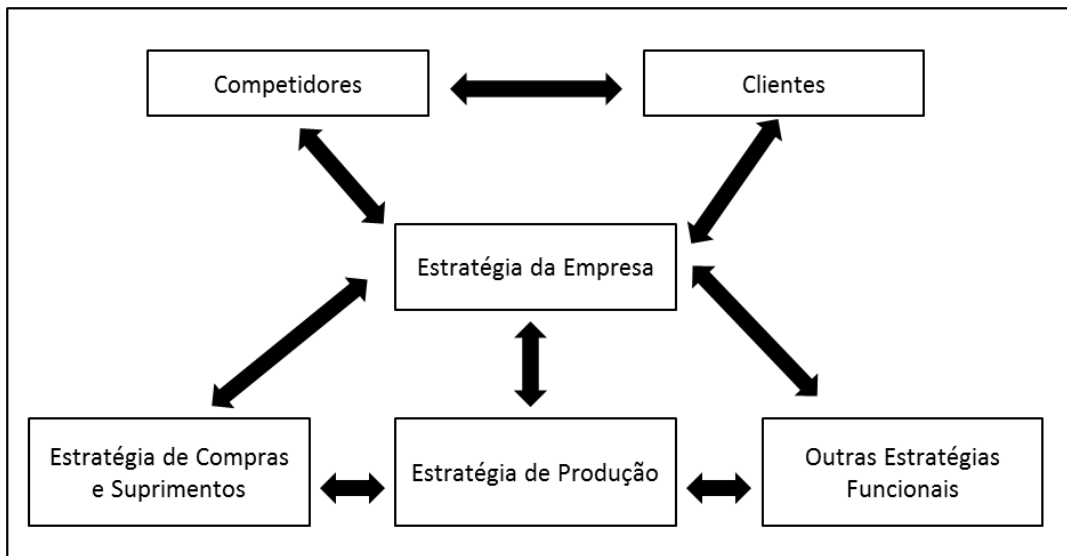 Competidores
Clientes
Estratégia da Empresa
Estratégia de Compras
e Suprimentos
Estratégia de Produção
Outras Estratégias
Funcionais